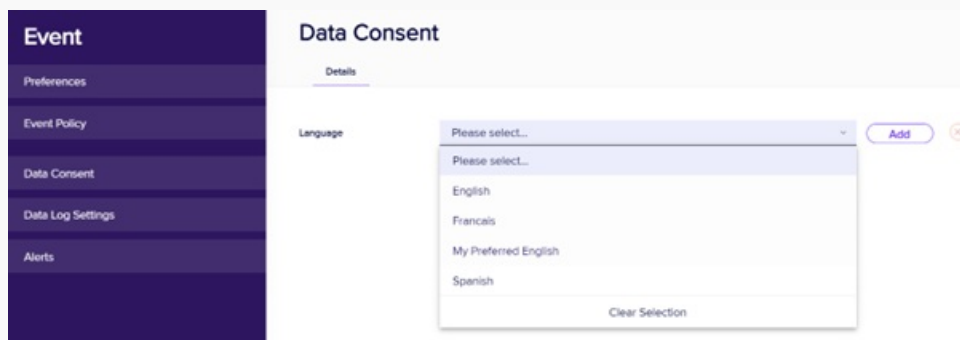 Event
Preferences
Event Policy
Data Consent
Data Log Settings
Alerts
Data Consent
Details
Language
Please select...
Add
Please select...
English
Francais
My Preferred English
Spanish
Clear Selection